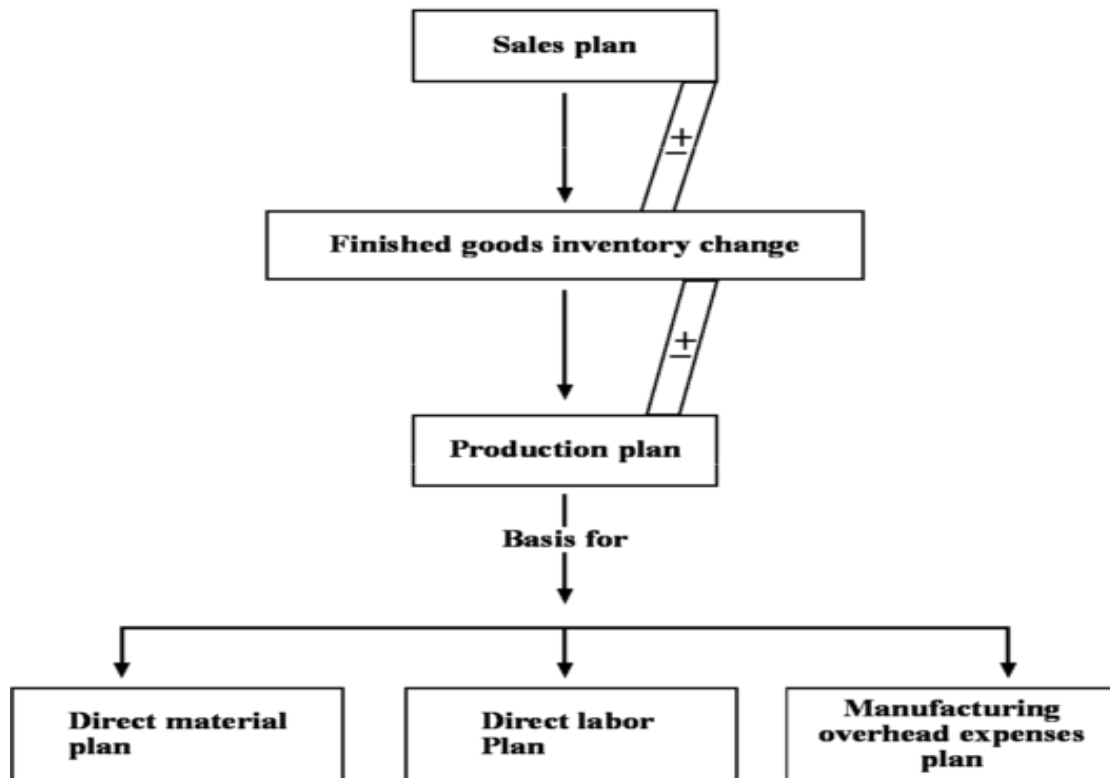 Sales plan
±
Finished goods inventory change
±
Production plan
Basis for
Direct material
plan
Direct labor
Plan
Manufacturing
overhead expenses
plan